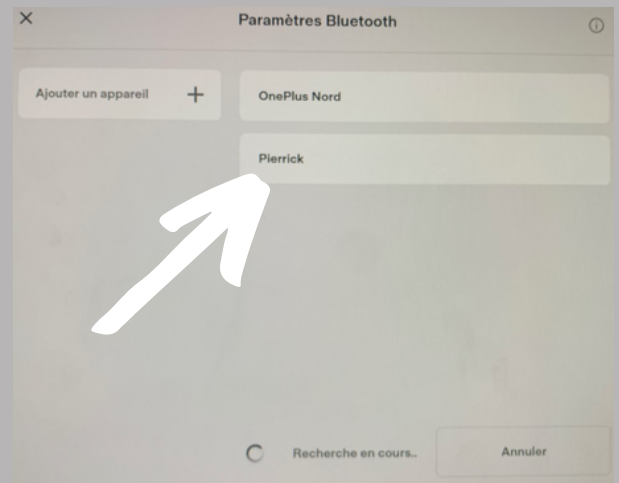 Paramètres Bluetooth
Ajouter un appareil
OnePlus Nord
Pierrick
Recherche en cours..
Annuler